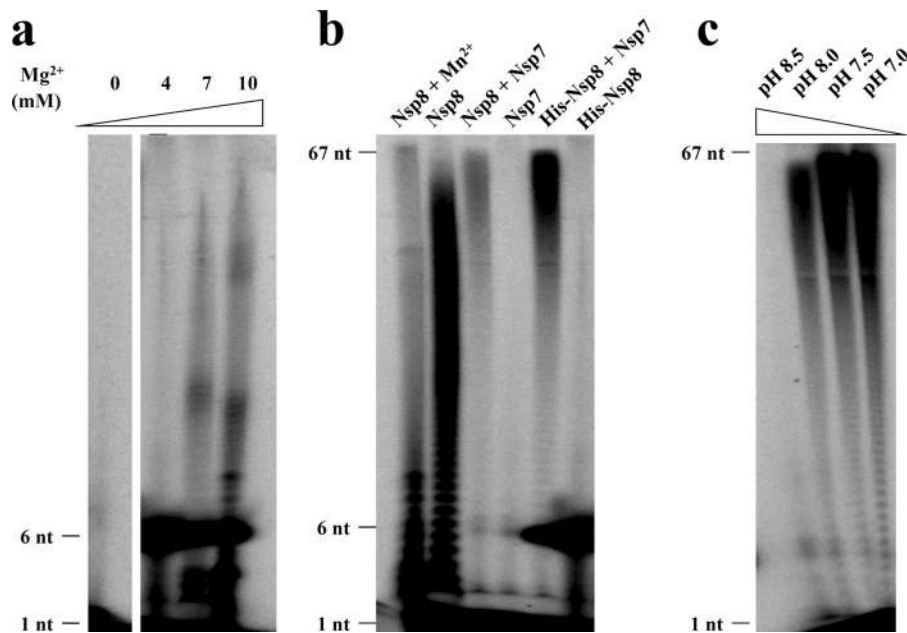 a
Mg²⁺
(mM)
0 4 7 10
6 nt
1 nt
b
Nsp8 + Mn²⁺
Nsp8
Nsp8 + Nsp7
Nsp7
His-Nsp8 + Nsp7
His-Nsp8
67 nt
6 nt
1 nt
c
pH 8.5
pH 8.0
pH 7.5
pH 7.0
67 nt
1 nt